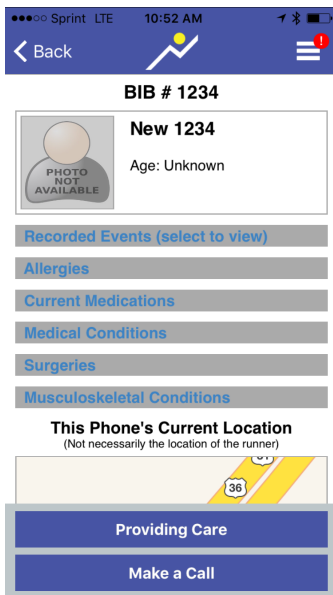 Sprint LTE 10:52 AM
Back
!
BIB # 1234
New 1234
Age: Unknown
PHOTO
NOT
AVAILABLE
Recorded Events (select to view)
Allergies
Current Medications
Medical Conditions
Surgeries
Musculoskeletal Conditions
This Phone's Current Location
(Not necessarily the location of the runner)
36
Providing Care
Make a Call